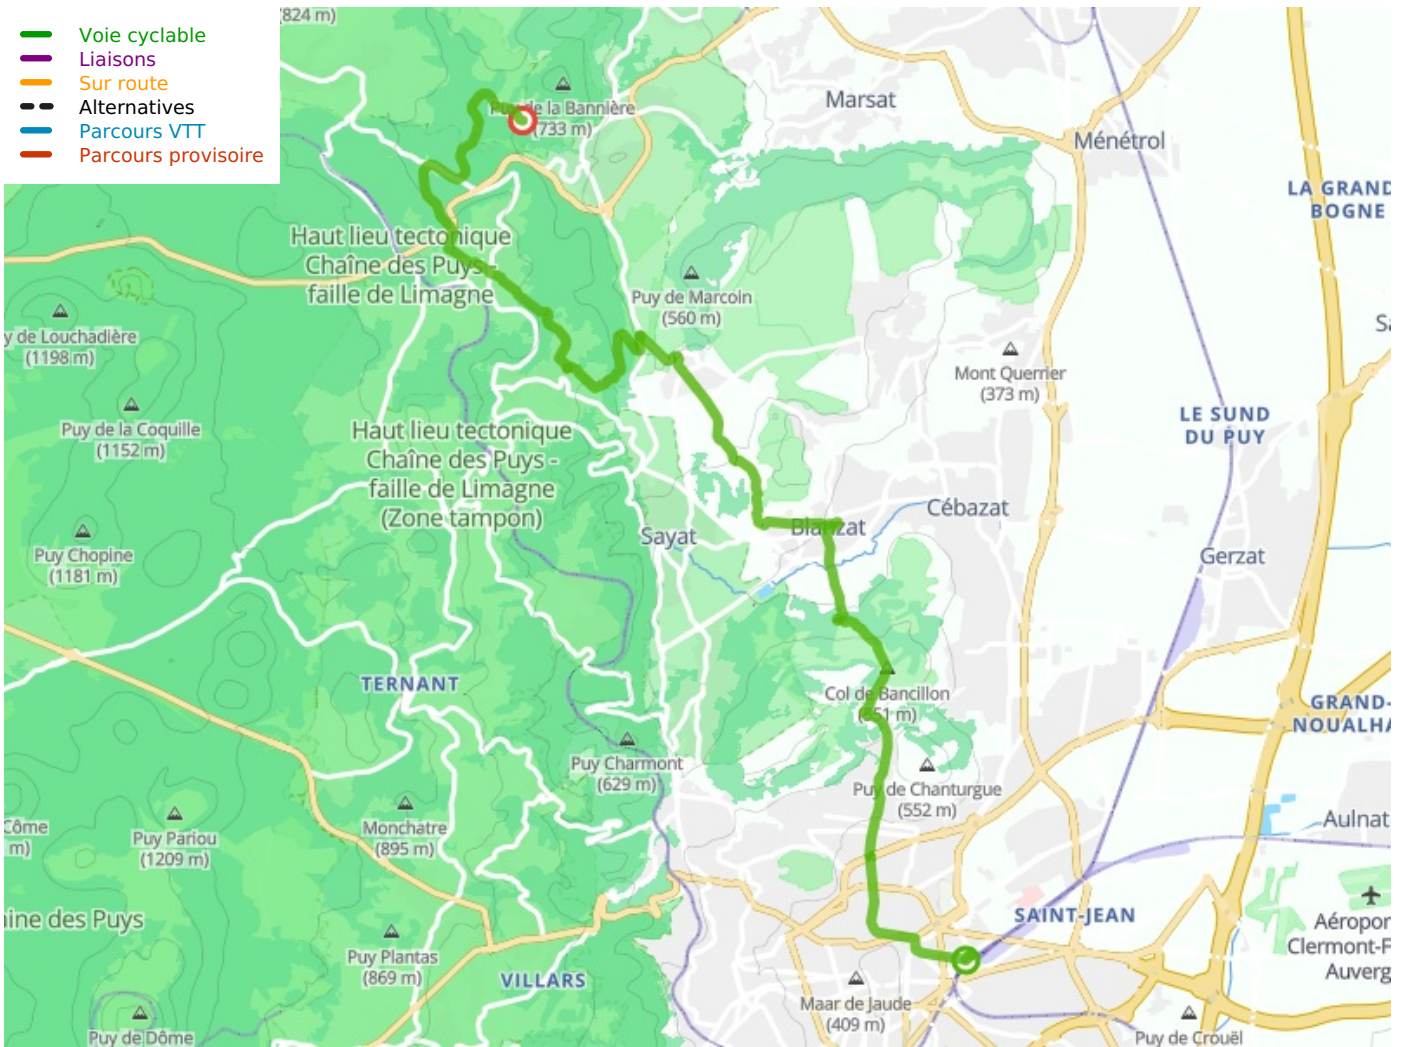 (824 m)
Voie cyclable
Liaisons
Sur route
Alternatives
Parcours VTT
Parcours provisoire
Puy de la Bannière
(733 m)
Marsat
Ménétrol
LA GRAND
BOGNE
Haut lieu tectonique
Chaîne des Puys -
faille de Limagne
Puy de Marcoin
(560 m)
y de Louchadière
(1198 m)
Sa
Mont Querrier
(373 m)
Puy de la Coquille
(1152 m)
LE SUND
DU PUY
Haut lieu tectonique
Chaîne des Puys -
faille de Limagne
(Zone tampon)
Cébazat
Blanzat
Sayat
Puy Chopine
(1181 m)
Gerzat
TERNANT
Col de Bancillon
GRAND-
NOUALHA
Puy Charmont
(629 m)
Puy de Chanturgue
(552 m)
Côme
m)
Puy Pariou
(1209 m)
Monchatre
(895 m)
Aulnat
aine des Puys
SAINT-JEAN
Aéropor
Clermont-F
Auverg
Puy Plantas
(869 m)
VILLARS
Maar de Jaude
(409 m)
Puy de Dôme
Puy de Crouël